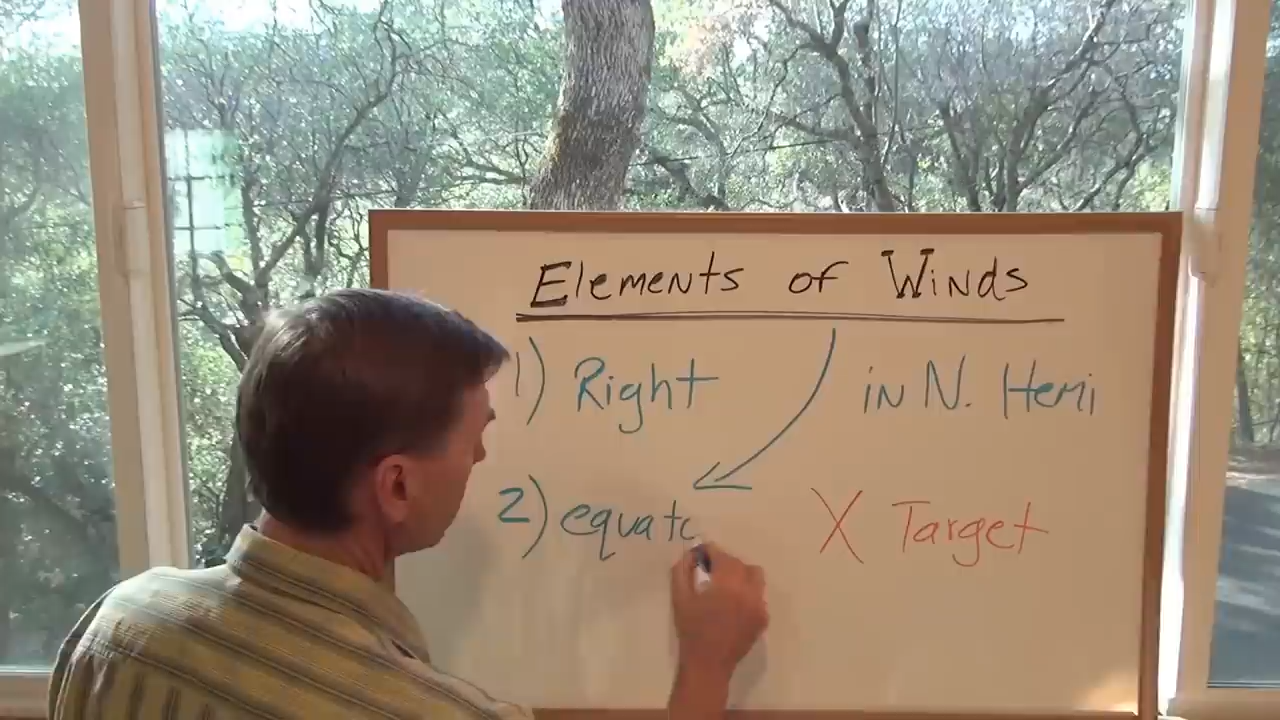 Elements of Winds
1) Right in N. Hemi
2) equato
X Target